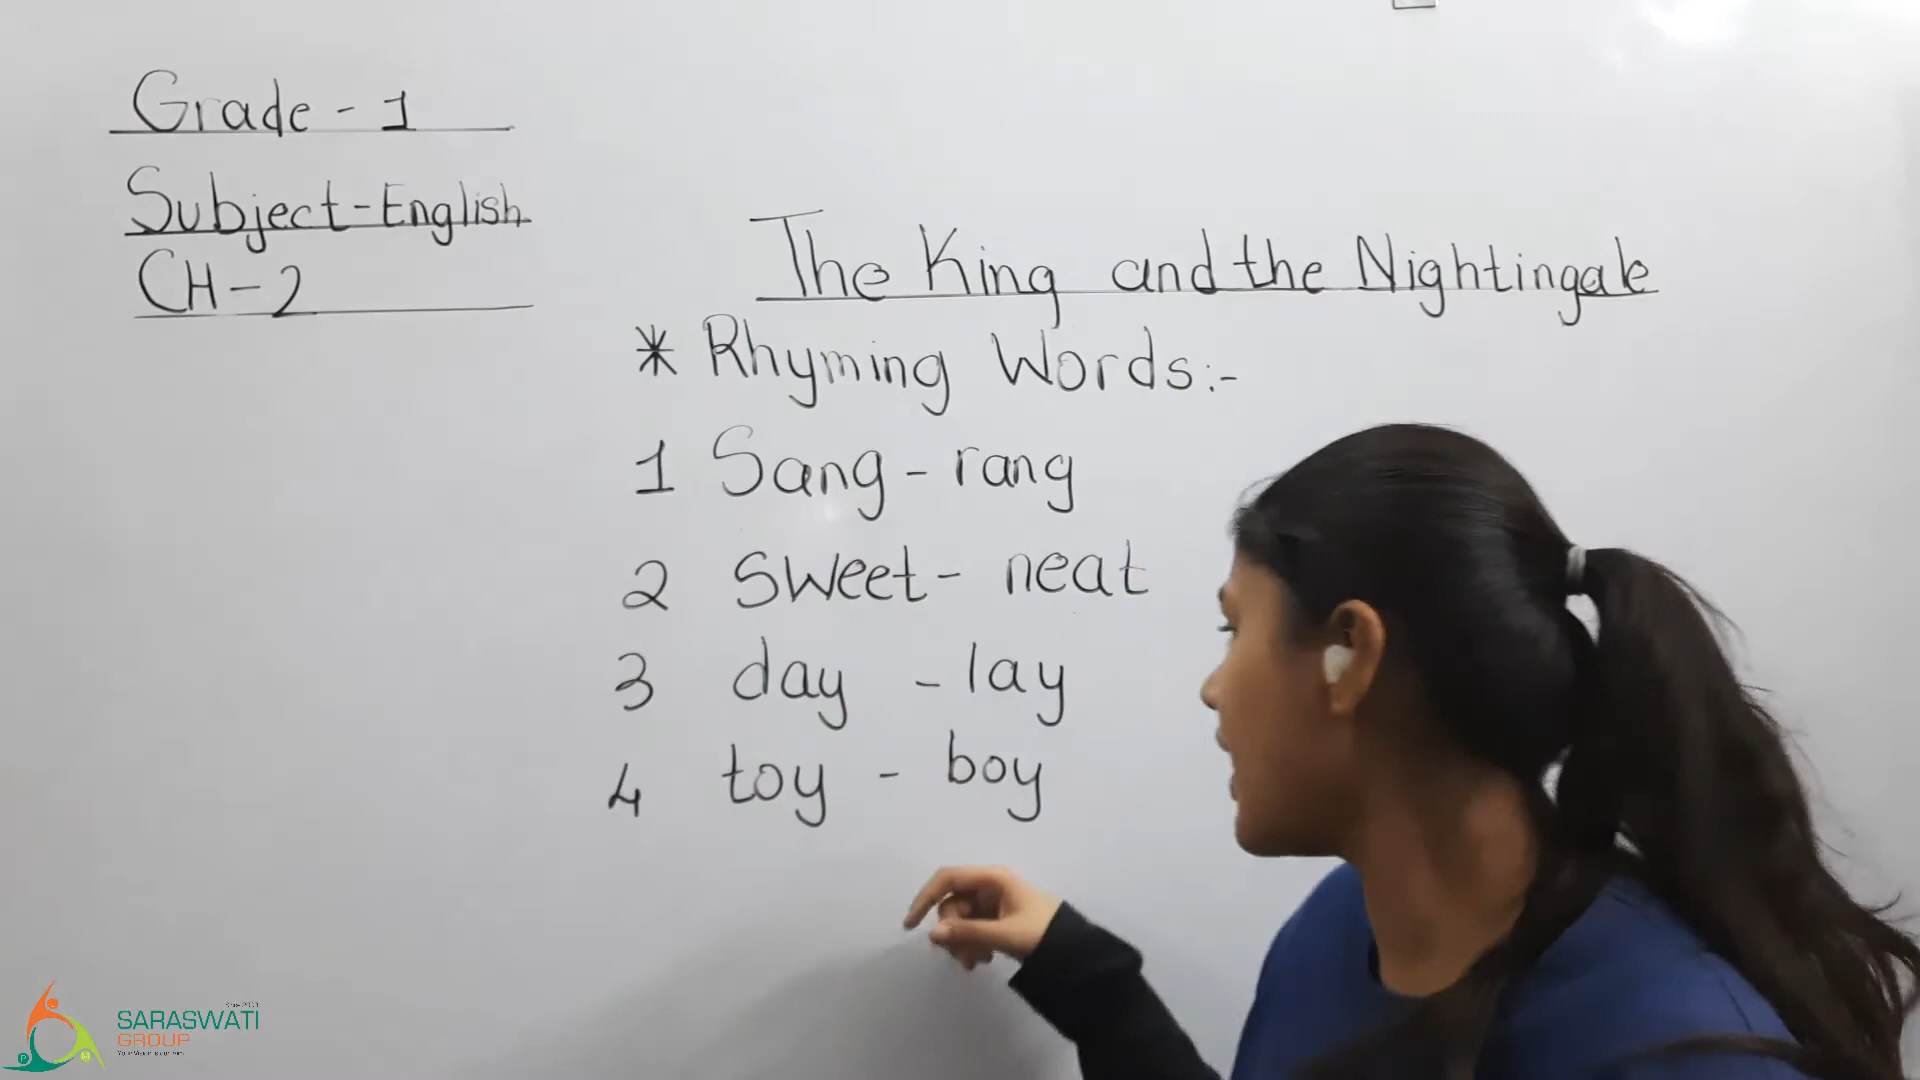 Grade - 1
Subject-English
CH-2
The King and the Nightingale
* Rhyming Words:-
1 Sang - rang
2 Sweet - neat
3 day - lay
4 toy - boy
SARASWATI
GROUP